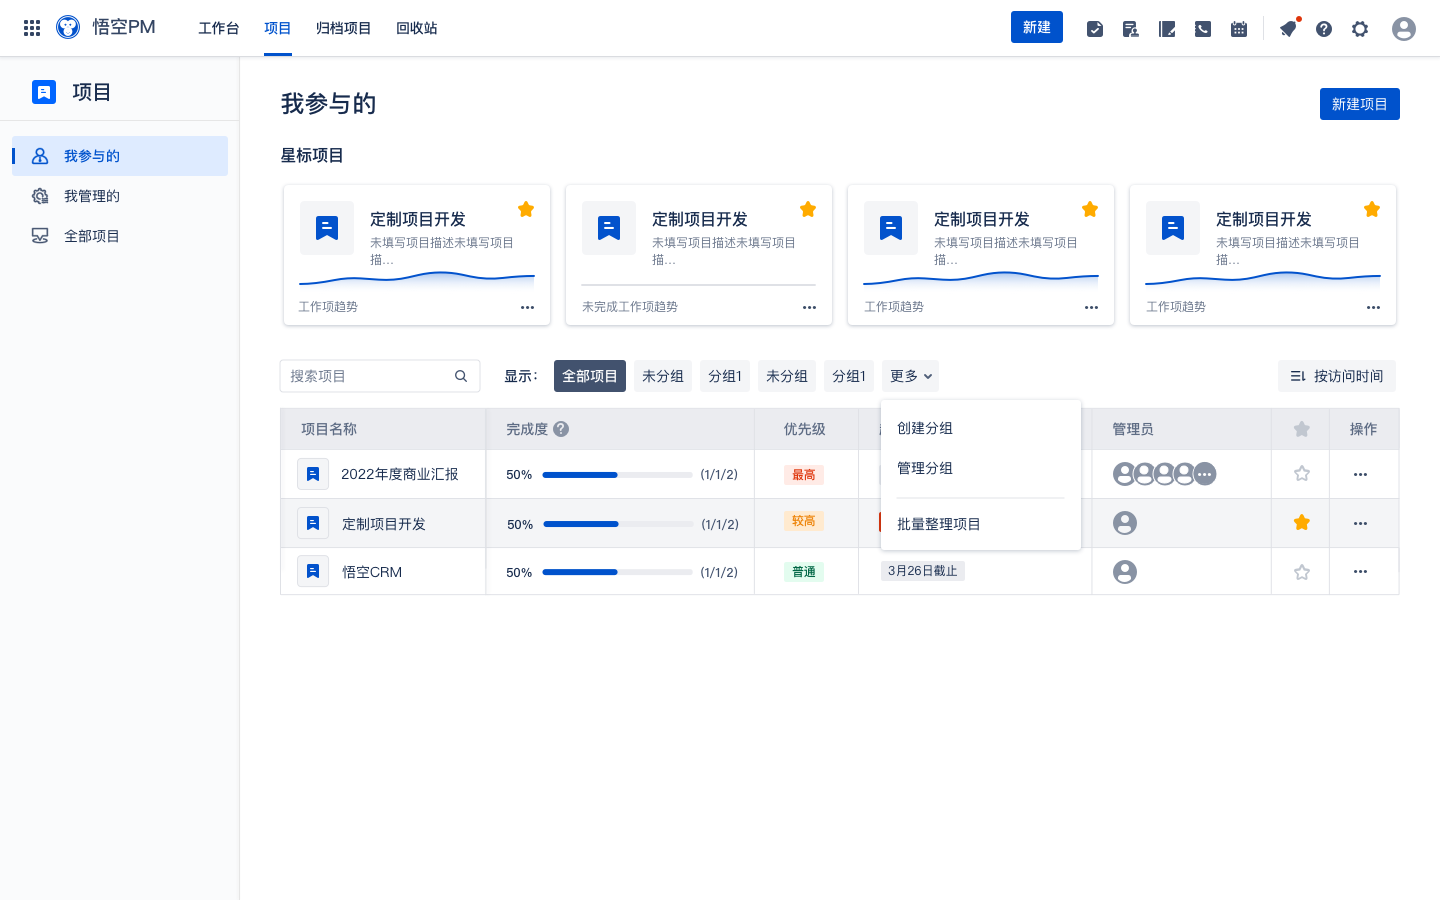 悟空PM 工作台 项目 归档项目 回收站 新建
项目
我参与的
我管理的
全部项目
我参与的 新建项目
星标项目
定制项目开发
未填写项目描述未填写项目
描...
工作项趋势
定制项目开发
未填写项目描述未填写项目
描...
未完成工作项趋势
定制项目开发
未填写项目描述未填写项目
描...
工作项趋势
定制项目开发
未填写项目描述未填写项目
描...
工作项趋势
搜索项目 显示： 全部项目 未分组 分组1 未分组 分组1 更多 按访问时间
创建分组
管理分组
批量整理项目
项目名称 完成度 优先级 管理员 操作
2022年度商业汇报 50% (1/1/2) 最高
定制项目开发 50% (1/1/2) 较高
悟空CRM 50% (1/1/2) 普通 3月26日截止